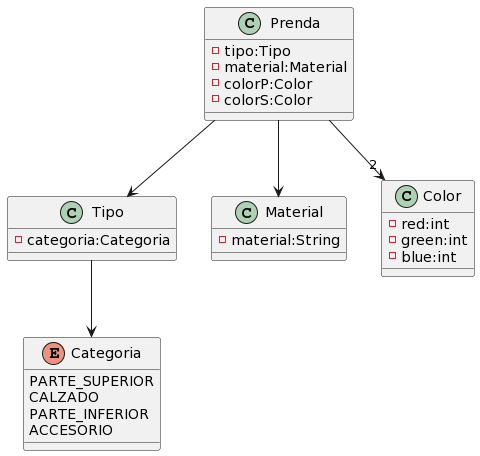 C Prenda
tipo:Tipo
material:Material
colorP:Color
colorS:Color
2
C Tipo
categoria:Categoria
C Material
material:String
C Color
red:int
green:int
blue:int
E Categoria
PARTE_SUPERIOR
CALZADO
PARTE_INFERIOR
ACCESORIO